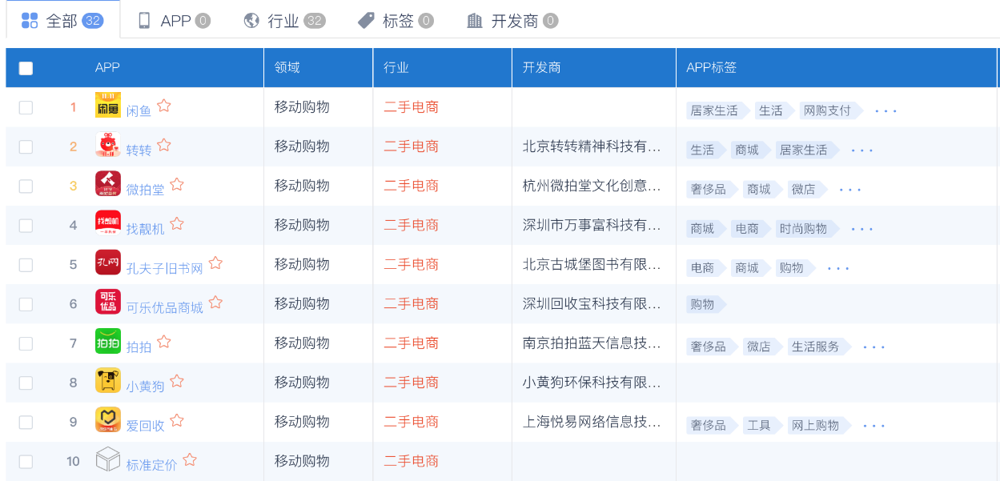 全部 32 APP 0 行业 32 标签 0 开发商 0
APP 领域 行业 开发商 APP标签
1 闲鱼 闲鱼 移动购物 二手电商 居家生活 生活 网购支付 ...
2 转转 移动购物 二手电商 北京转转精神科技有... 生活 商城 居家生活 ...
3 微拍堂 移动购物 二手电商 杭州微拍堂文化创意... 奢侈品 商城 微店 ...
4 找靓机 找靓机 移动购物 二手电商 深圳市万事富科技有... 商城 电商 时尚购物 ...
5 孔网 孔夫子旧书网 移动购物 二手电商 北京古城堡图书有限... 电商 商城 购物 ...
6 可乐优品 可乐优品商城 移动购物 二手电商 深圳回收宝科技有限... 购物
7 拍拍 拍拍 移动购物 二手电商 南京拍拍蓝天信息技... 奢侈品 微店 生活服务 ...
8 小黄狗 移动购物 二手电商 小黄狗环保科技有限...
9 爱回收 移动购物 二手电商 上海悦易网络信息技... 奢侈品 工具 网上购物 ...
10 标准定价 移动购物 二手电商